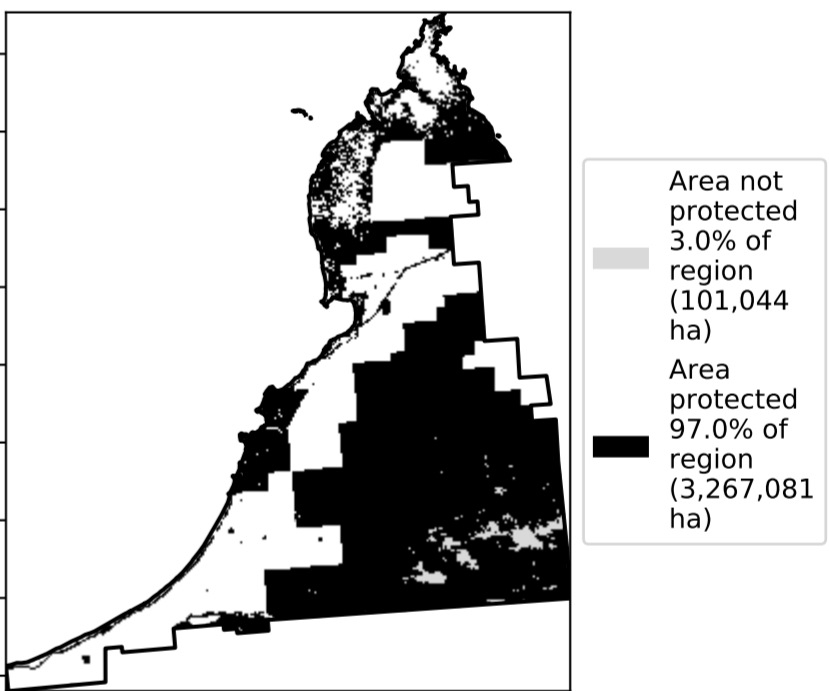 Area not
protected
3.0% of
region
(101,044
ha)
Area
protected
97.0% of
region
(3,267,081
ha)